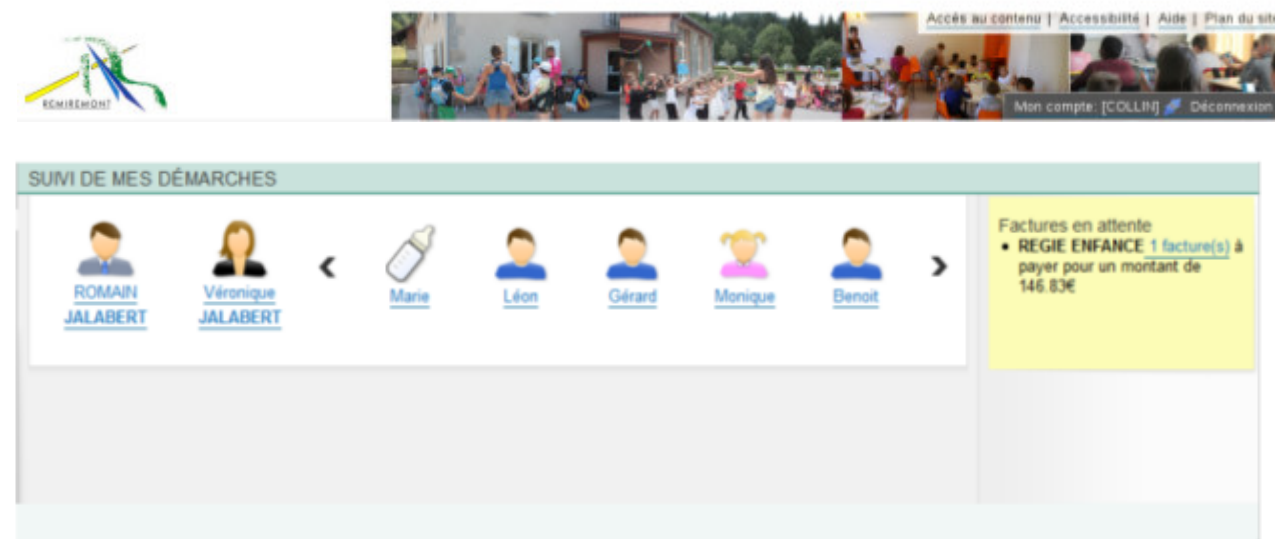 Accès au contenu | Accessibilité | Aide | Plan du site
REMIREMONT
Mon compte: [COLLIN] Déconnexion
SUIVI DE MES DÉMARCHES
ROMAIN
JALABERT
Véronique
JALABERT
Marie
Léon
Gérard
Monique
Benoit
Factures en attente
• REGIE ENFANCE 1 facture(s) à
payer pour un montant de
146.83€